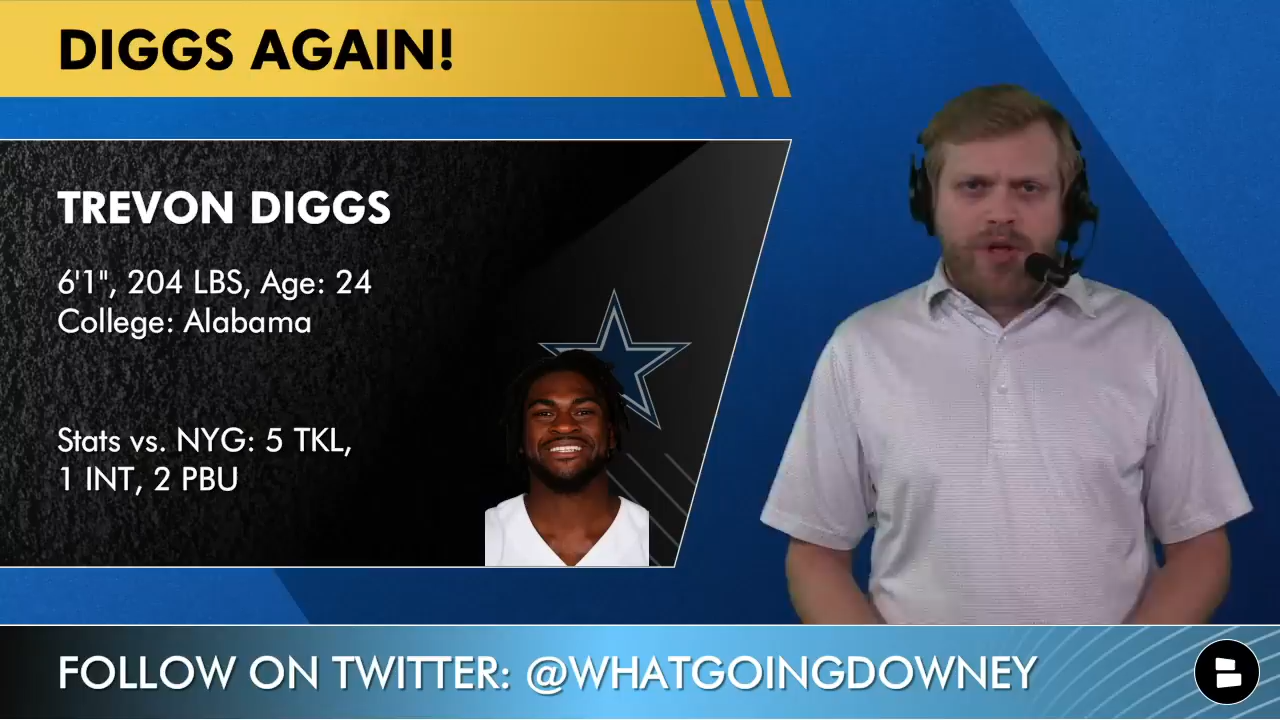 DIGGS AGAIN!
TREVON DIGGS
6'1", 204 LBS, Age: 24
College: Alabama
Stats vs. NYG: 5 TKL,
1 INT, 2 PBU
FOLLOW ON TWITTER: @WHATGOINGDOWNEY